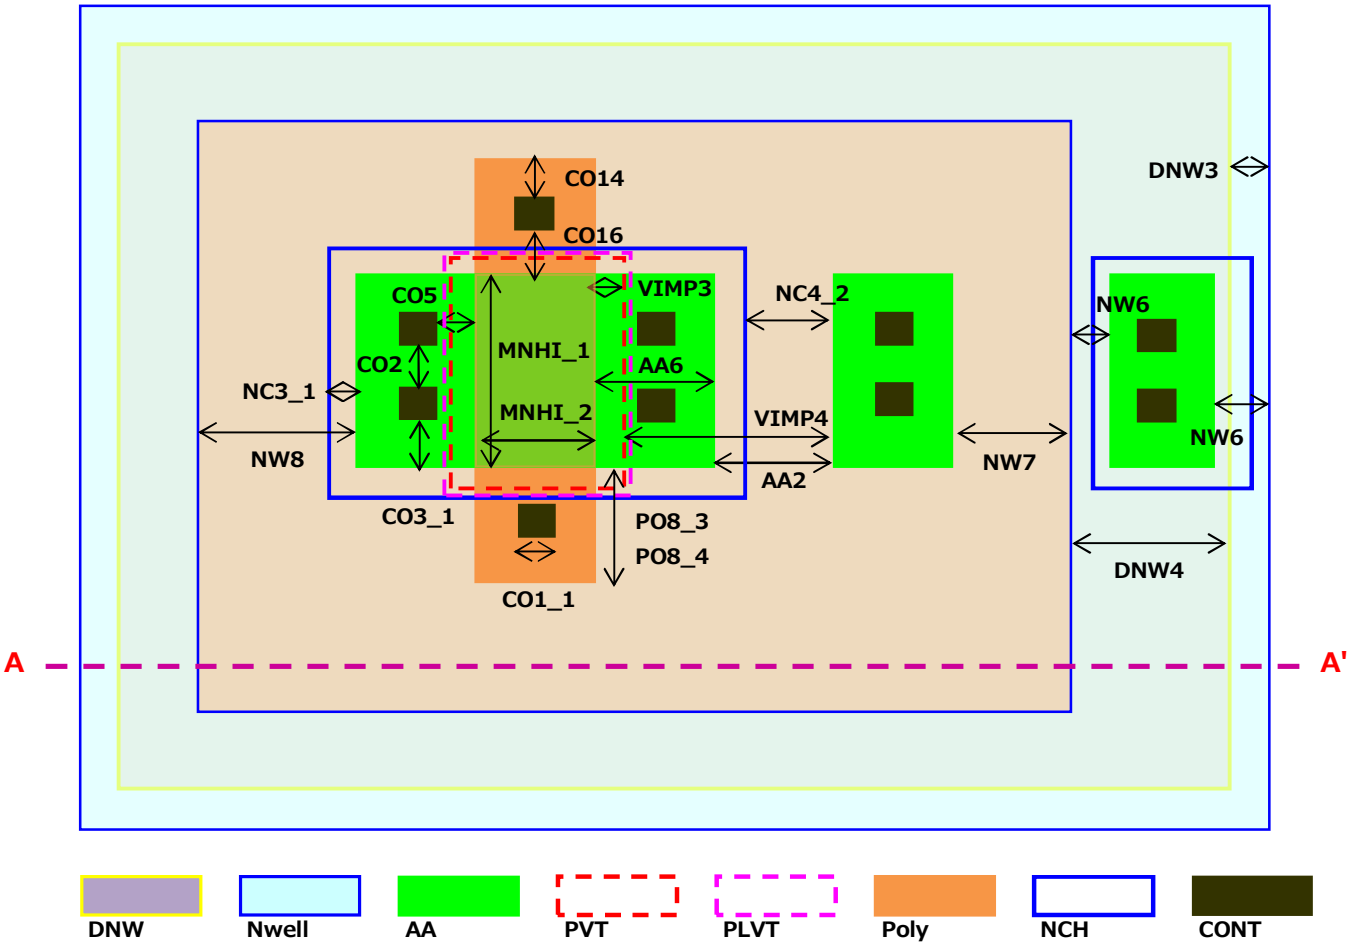 DNW3
CO14
CO16
CO5
VIMP3
NC4_2
NW6
MNHI_1
CO2
AA6
NC3_1
MNHI_2
VIMP4
NW6
NW8
NW7
AA2
CO3_1
PO8_3
PO8_4
DNW4
CO1_1
A
A'
DNW
Nwell
AA
PVT
PLVT
Poly
NCH
CONT